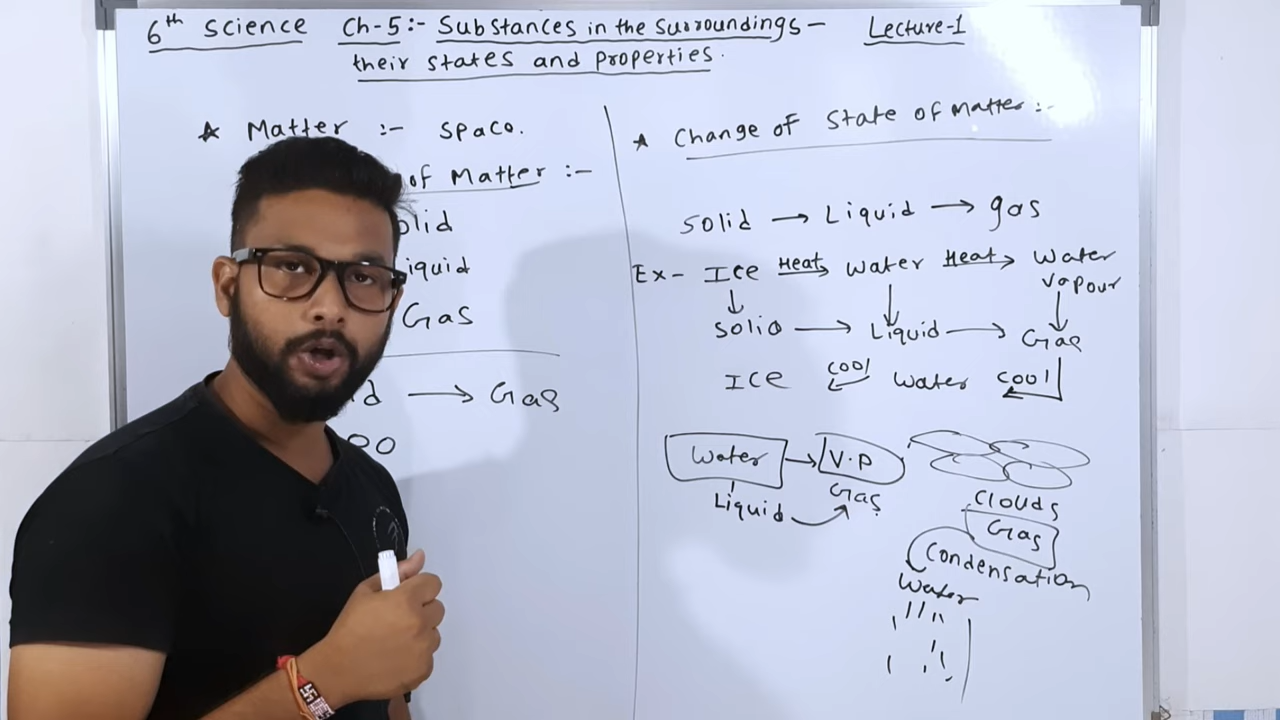 6th Science Ch-5:- Substances in the Surroundings - Lecture-1
their states and Properties.
* Matter :- Space.
of Matter :-
olid
iquid
Gas
d → Gas
00
* Change of State of Matter :-
Solid → Liquid → gas
Ex- Ice Heat→ Water Heat→ Water vapour
Solid → Liquid → Gas
Ice cool← Water cool←
Water → V.P
Liquid Gas
Clouds
Gas
Condensation
Water